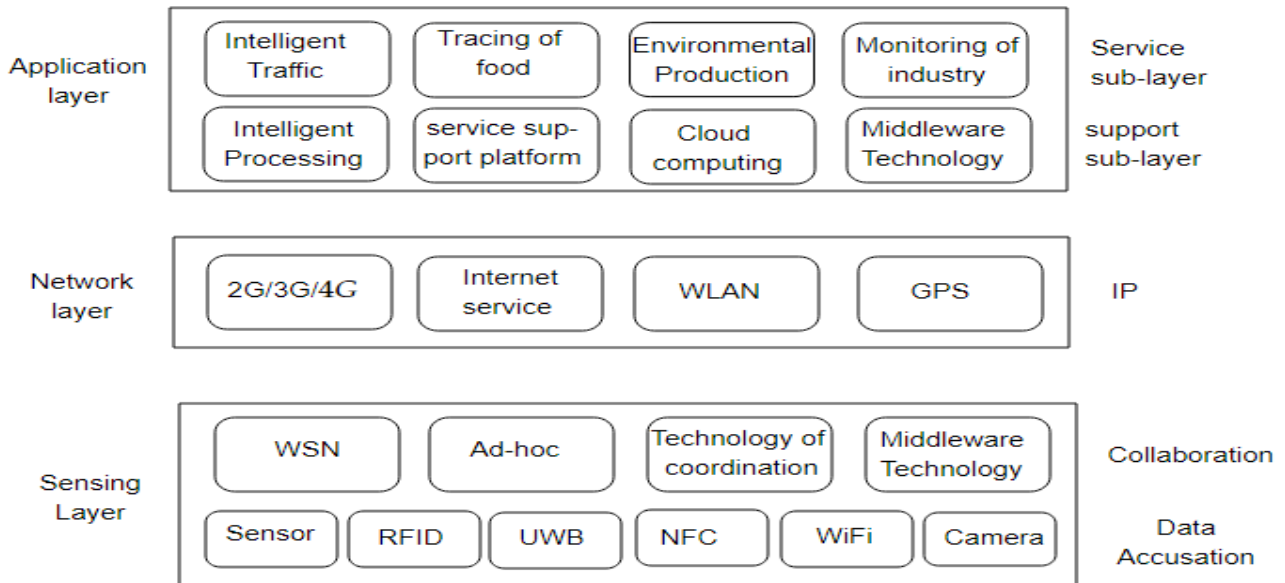 Application
layer
Intelligent
Traffic
Tracing of
food
Environmental
Production
Monitoring of
industry
Service
sub-layer
Intelligent
Processing
service sup-
port platform
Cloud
computing
Middleware
Technology
support
sub-layer
Network
layer
2G/3G/4G
Internet
service
WLAN
GPS
IP
Sensing
Layer
WSN
Ad-hoc
Technology of
coordination
Middleware
Technology
Collaboration
Sensor
RFID
UWB
NFC
WiFi
Camera
Data
Accusation